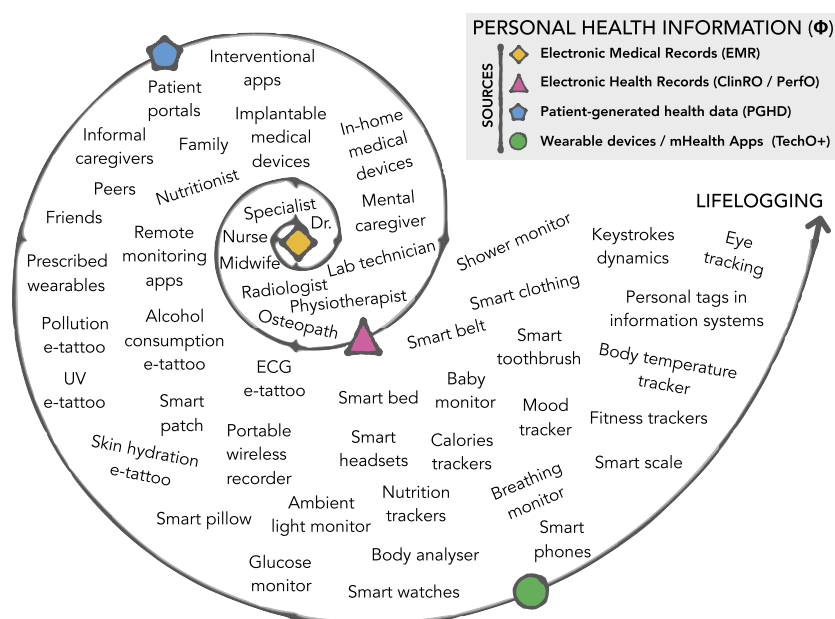 PERSONAL HEALTH INFORMATION (Φ)
SOURCES
Electronic Medical Records (EMR)
Electronic Health Records (ClinRO / PerfO)
Patient-generated health data (PGHD)
Wearable devices / mHealth Apps (TechO+)
LIFELOGGING
Interventional
apps
Patient
portals
Implantable
medical
devices
In-home
medical
devices
Informal
caregivers
Family
Peers
Nutritionist
Friends
Mental
caregiver
Specialist
Dr.
Nurse
Midwife
Lab technician
Radiologist
Physiotherapist
Osteopath
Remote
monitoring
apps
Prescribed
wearables
Pollution
e-tattoo
Alcohol
consumption
e-tattoo
UV
e-tattoo
ECG
e-tattoo
Smart
patch
Skin hydration
e-tattoo
Portable
wireless
recorder
Smart pillow
Ambient
light monitor
Glucose
monitor
Shower monitor
Keystrokes
dynamics
Eye
tracking
Smart clothing
Personal tags in
information systems
Smart belt
Smart
toothbrush
Body temperature
tracker
Smart bed
Baby
monitor
Mood
tracker
Fitness trackers
Smart
headsets
Calories
trackers
Smart scale
Nutrition
trackers
Breathing
monitor
Smart
phones
Body analyser
Smart watches